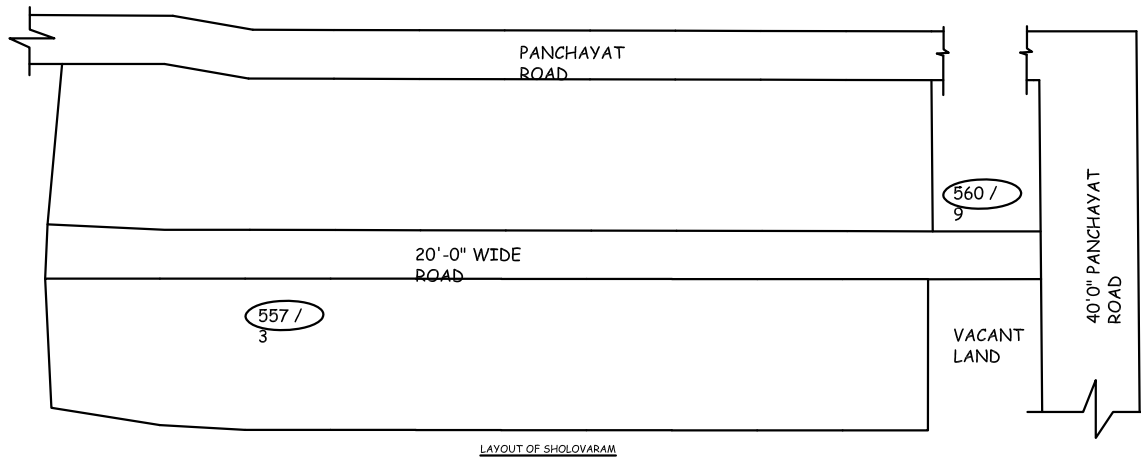 PANCHAYAT
ROAD
560 /
9
20'-0" WIDE
ROAD
40'0" PANCHAYAT
ROAD
557 /
3
VACANT
LAND
LAYOUT OF SHOLOVARAM